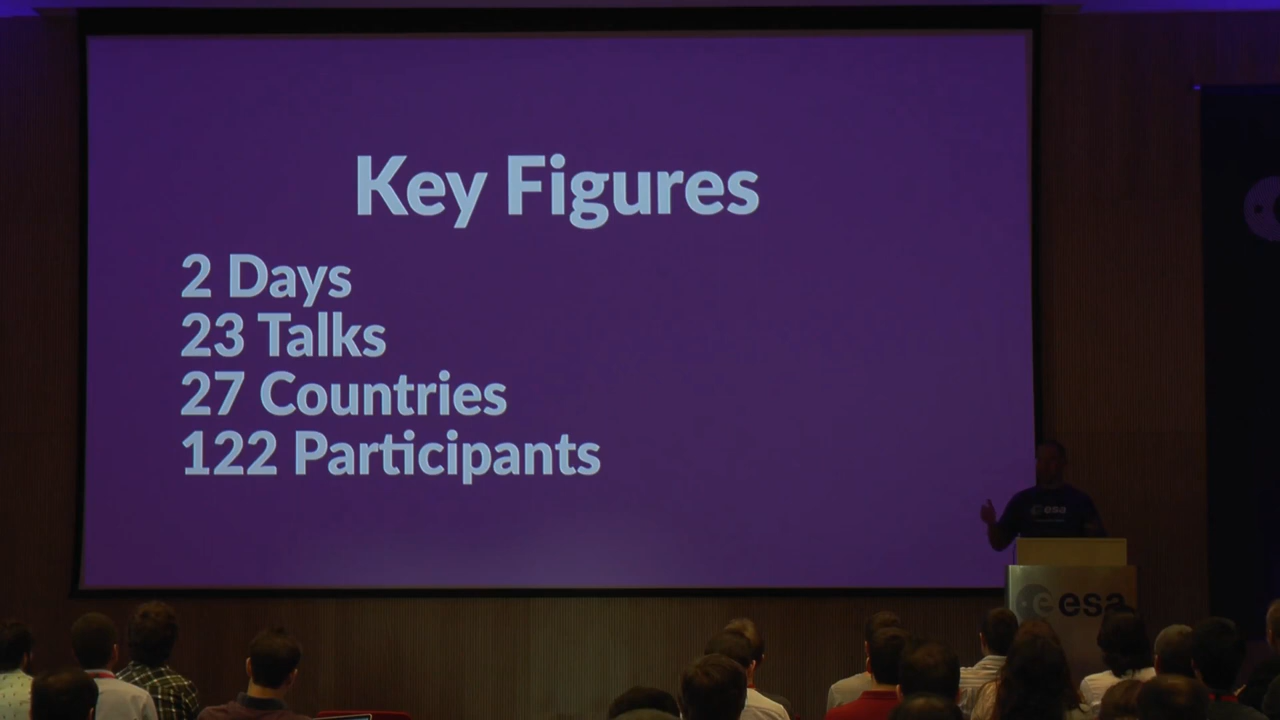 Key Figures
2 Days
23 Talks
27 Countries
122 Participants
esa
esa